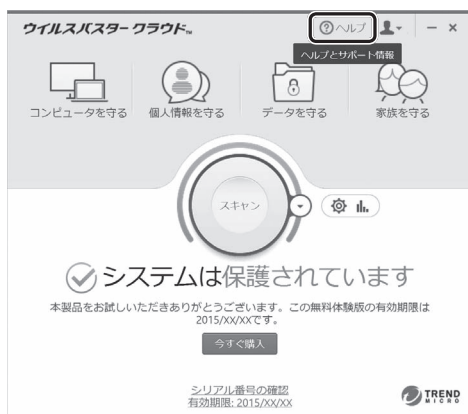 ウイルスバスター クラウド™
ヘルプ
ヘルプとサポート情報
コンピュータを守る
個人情報を守る
データを守る
家族を守る
スキャン
システムは保護されています
本製品をお試しいただきありがとうございます。この無料体験版の有効期限は
2015/XX/XXです。
今すぐ購入
シリアル番号の確認
有効期限: 2015/XX/XX
TREND
MICRO